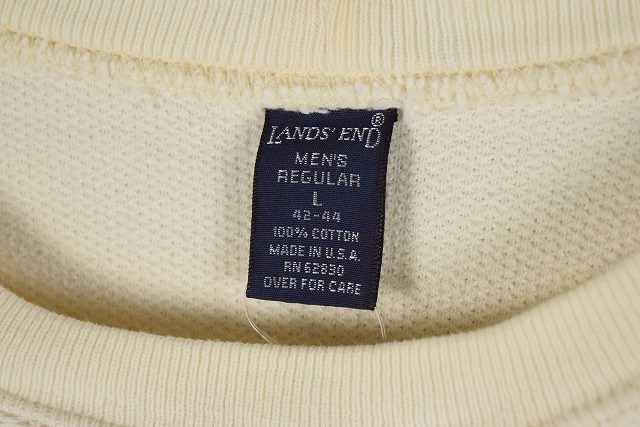 LANDS' END®
MEN'S
REGULAR
L
42-44
100% COTTON
MADE IN U.S.A.
RN 62830
OVER FOR CARE